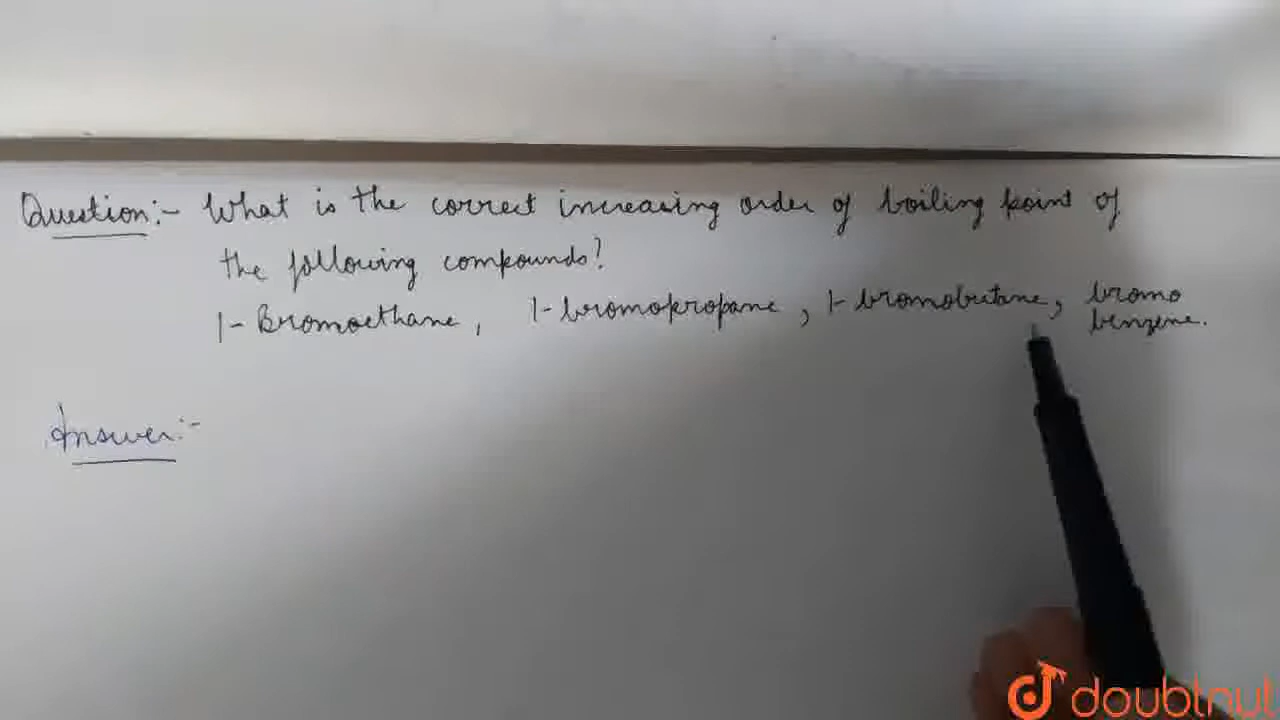 Question:- What is the correct increasing order of boiling point of
the following compounds?
1- Bromoethane, 1-bromopropane, 1-bromobutane, bromo
benzene.
Answer:-
doubtnut